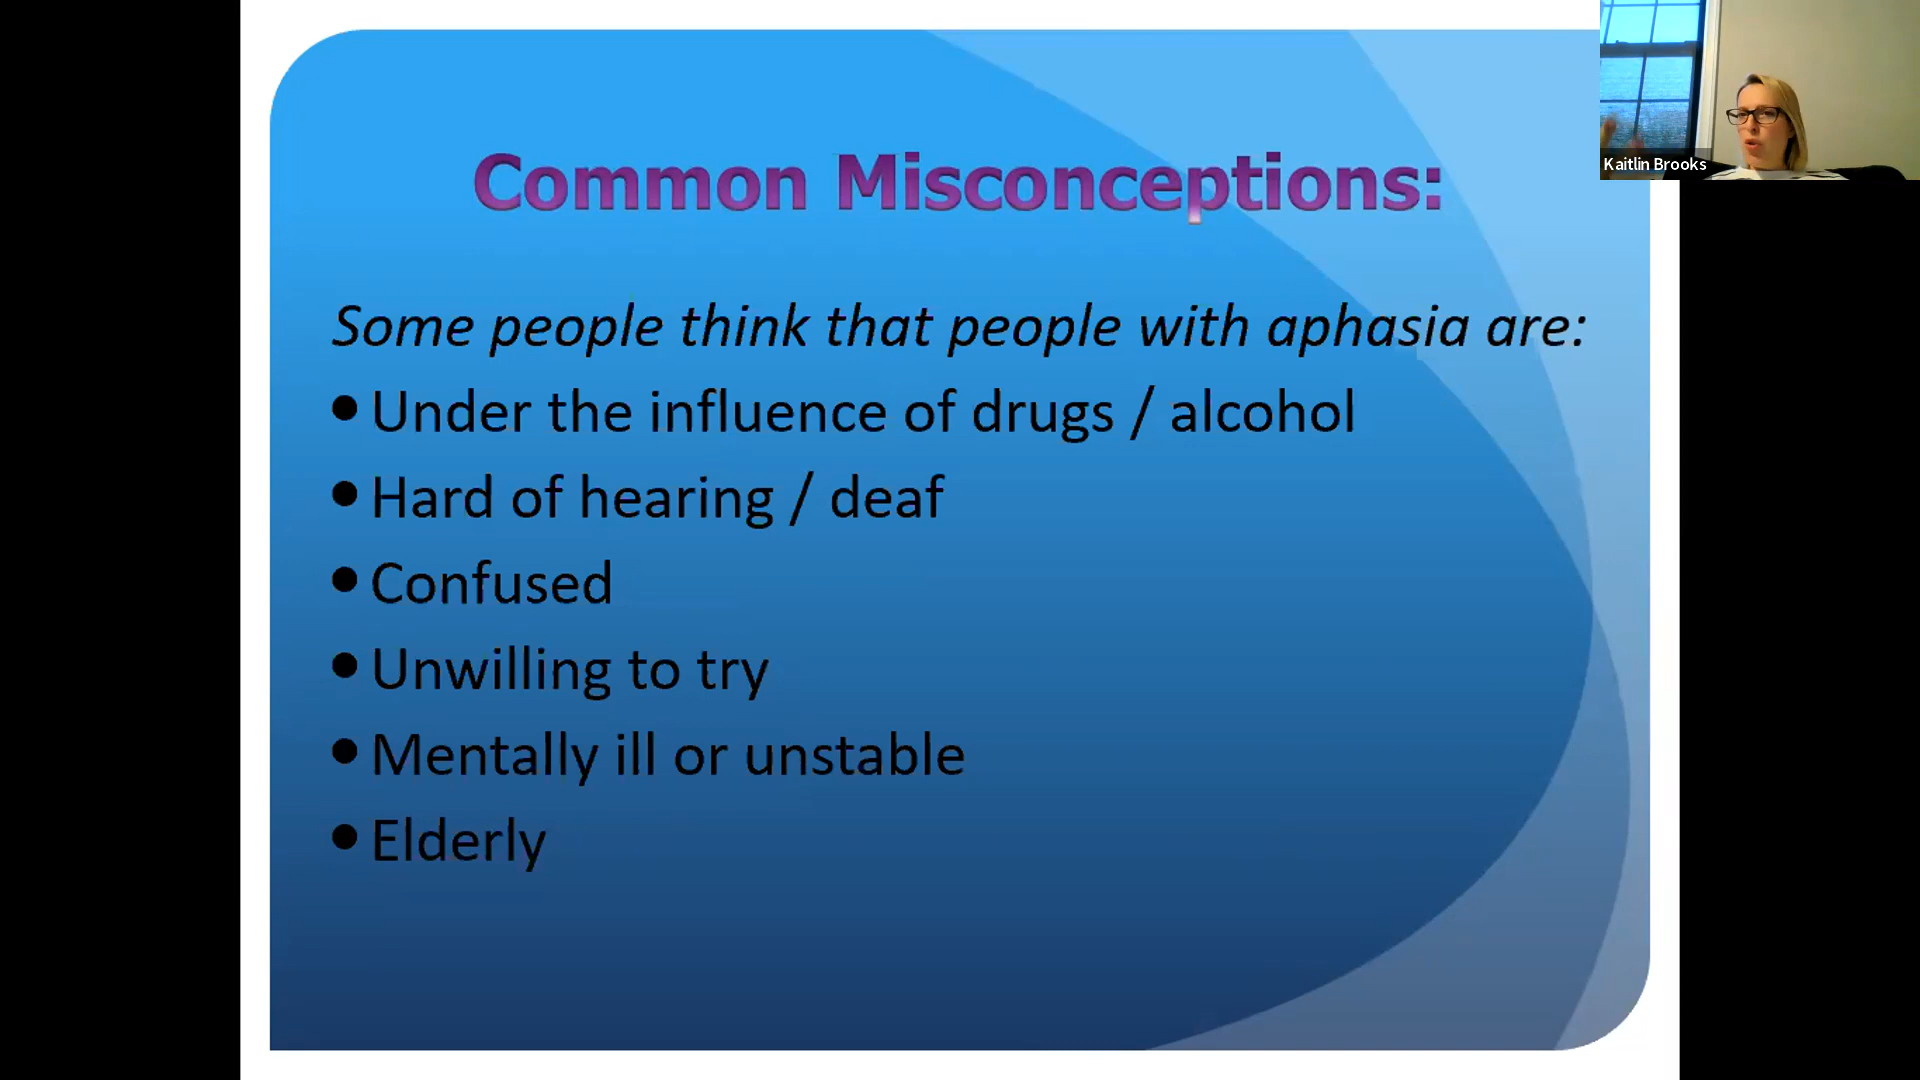 Common Misconceptions:
Some people think that people with aphasia are:
• Under the influence of drugs / alcohol
• Hard of hearing / deaf
• Confused
• Unwilling to try
• Mentally ill or unstable
• Elderly
Kaitlin Brooks